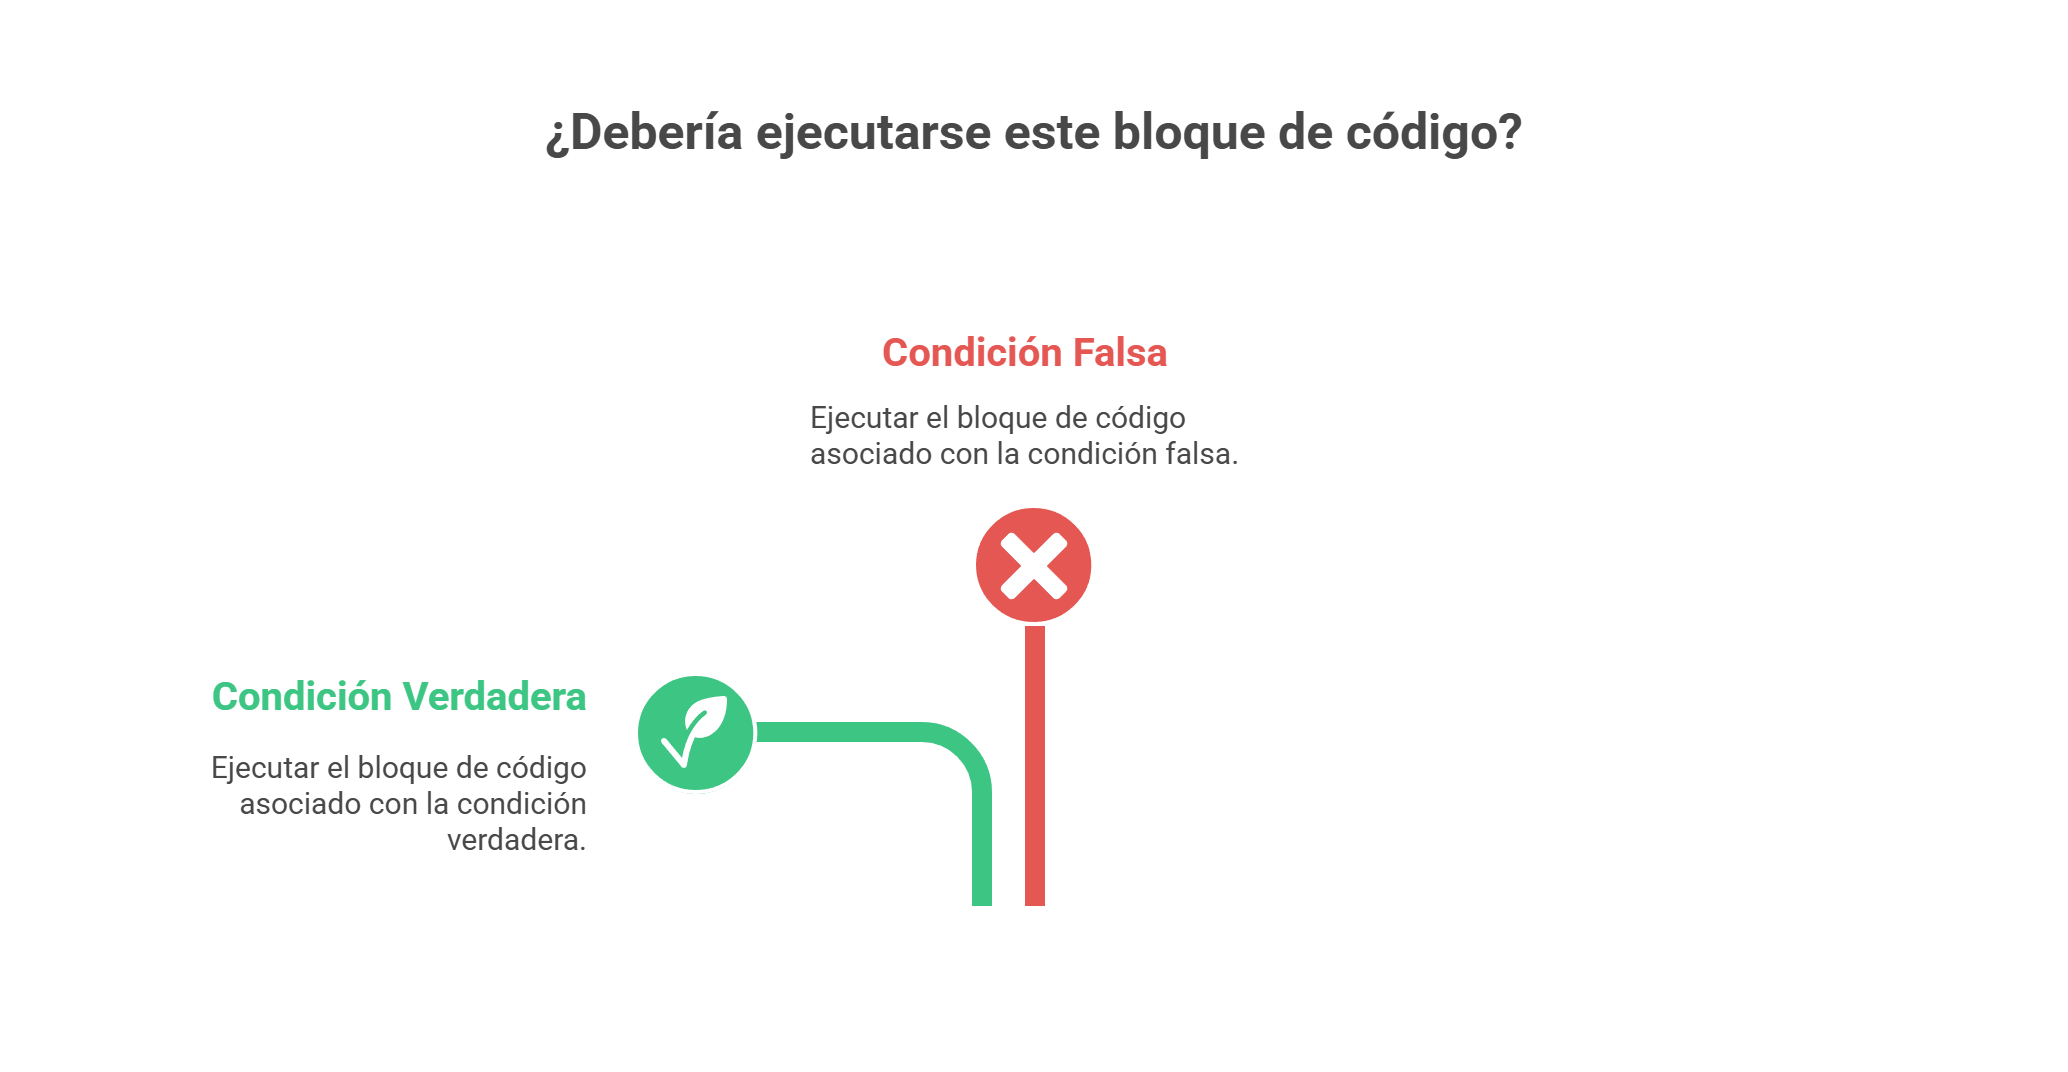 ¿Debería ejecutarse este bloque de código?
Condición Falsa
Ejecutar el bloque de código
asociado con la condición falsa.
Condición Verdadera
Ejecutar el bloque de código
asociado con la condición
verdadera.